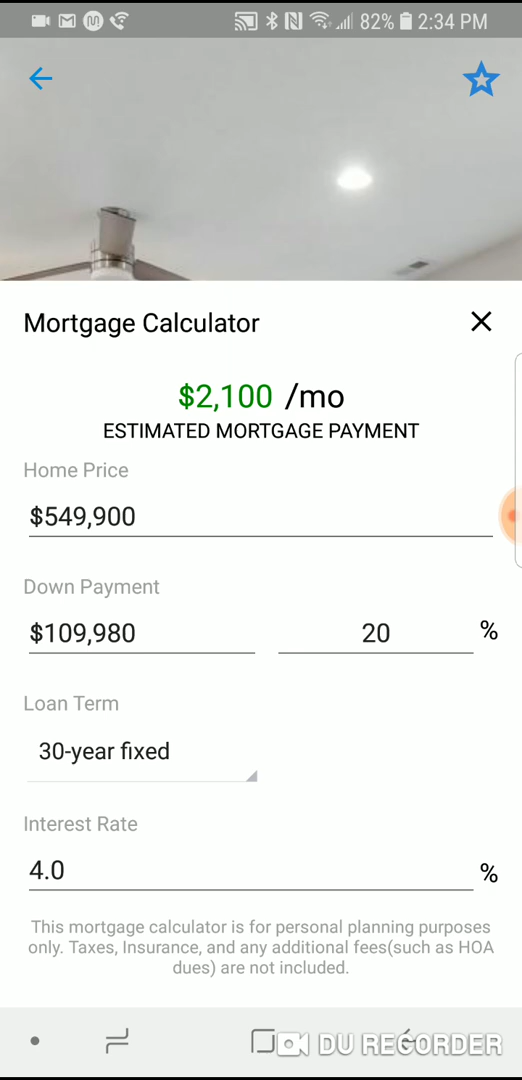 82% 2:34 PM
Mortgage Calculator
$2,100 /mo
ESTIMATED MORTGAGE PAYMENT
Home Price
$549,900
Down Payment
$109,980 20 %
Loan Term
30-year fixed
Interest Rate
4.0 %
This mortgage calculator is for personal planning purposes
only. Taxes, Insurance, and any additional fees(such as HOA
dues) are not included.
DU RECORDER